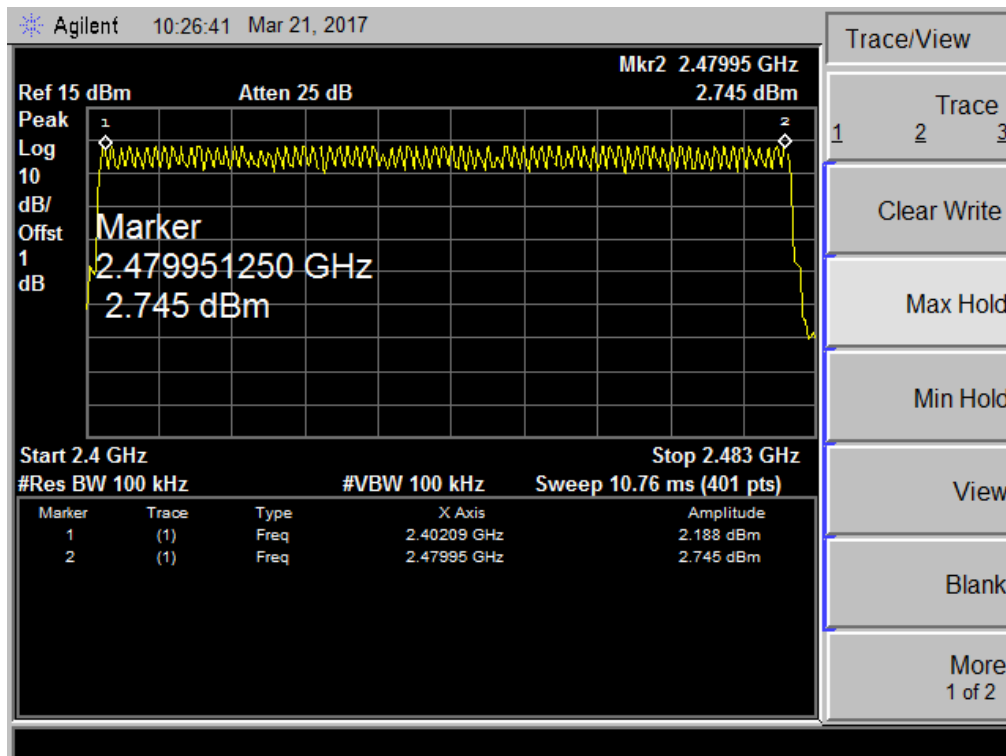 Agilent 10:26:41 Mar 21, 2017
Trace/View
Mkr2 2.47995 GHz
Ref 15 dBm Atten 25 dB 2.745 dBm
Peak
Log
10
dB/
Offst
1
dB
1
2
Marker
2.479951250 GHz
2.745 dBm
Start 2.4 GHz Stop 2.483 GHz
#Res BW 100 kHz #VBW 100 kHz Sweep 10.76 ms (401 pts)
Marker Trace Type X Axis Amplitude
1 (1) Freq 2.40209 GHz 2.188 dBm
2 (1) Freq 2.47995 GHz 2.745 dBm
Trace
1 2 3
Clear Write
Max Hold
Min Hold
View
Blank
More
1 of 2